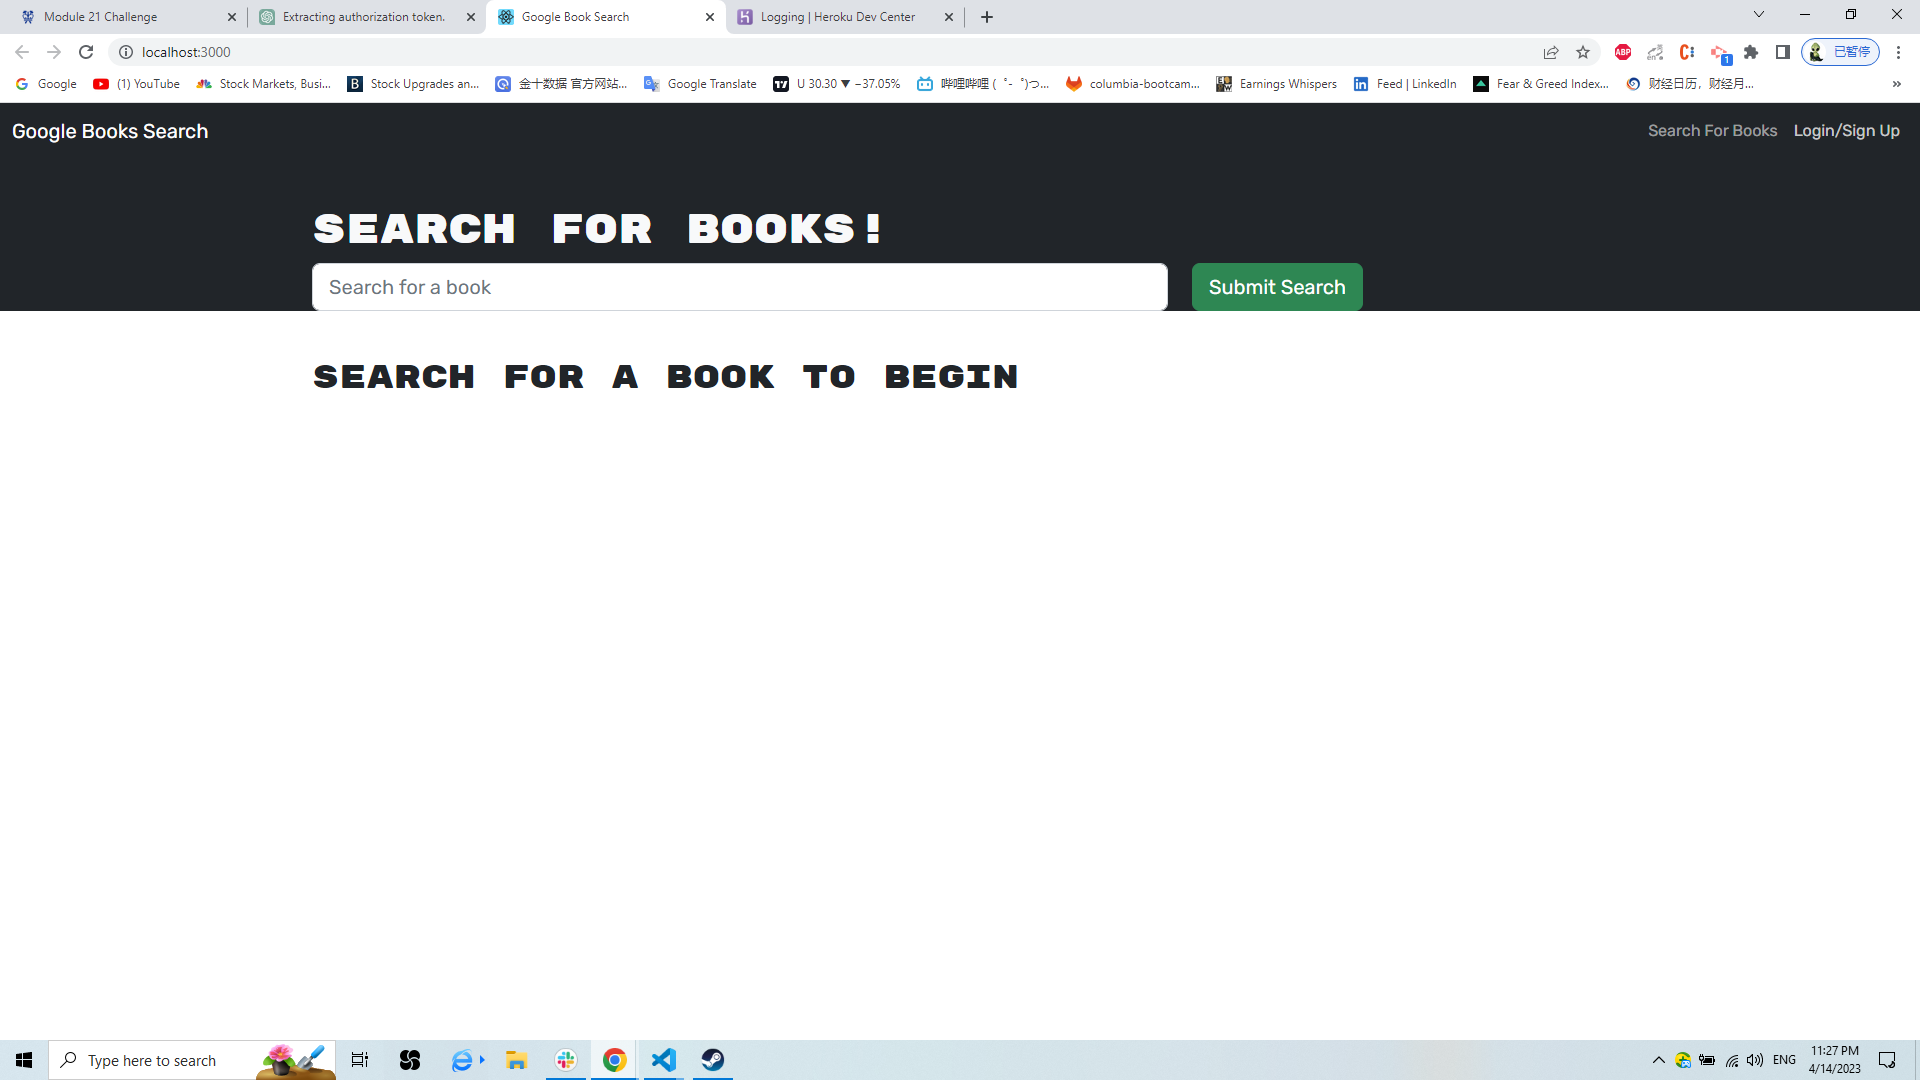 Module 21 Challenge
Extracting authorization token.
Google Book Search
Logging | Heroku Dev Center
localhost:3000
ABP
en
1
已暂停
Google
(1) YouTube
Stock Markets, Busi...
Stock Upgrades an...
金十数据 官方网站...
Google Translate
U 30.30 ▼ −37.05%
哔哩哔哩 (゜-゜)つ...
columbia-bootcam...
Earnings Whispers
Feed | LinkedIn
Fear & Greed Index...
财经日历，财经月...
»
Google Books Search
Search For Books
Login/Sign Up
SEARCH FOR BOOKS!
Search for a book
Submit Search
SEARCH FOR A BOOK TO BEGIN
Type here to search
ENG
11:27 PM
4/14/2023